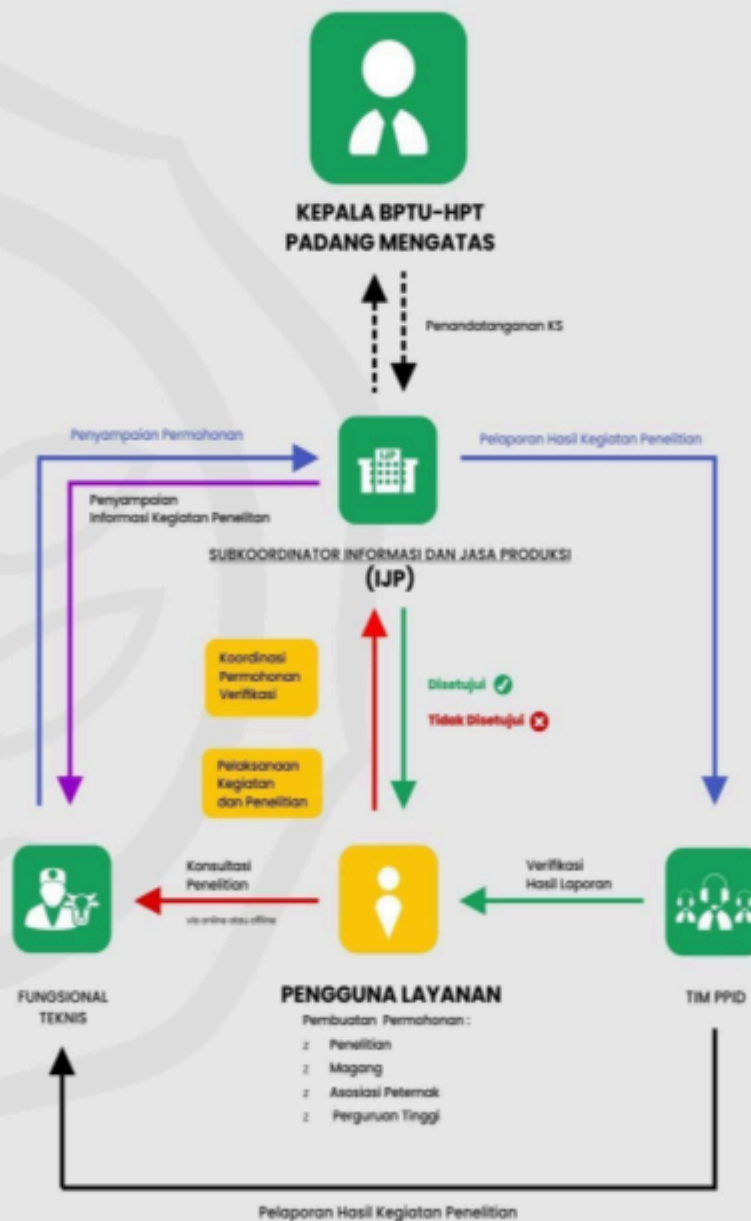 KEPALA BPTU-HPT
PADANG MENGATAS
Penandatanganan KS
Penyampaian Permohonan
Pelaporan Hasil Kegiatan Penelitian
IJP
Penyampaian
Informasi Kegiatan Penelitan
SUBKOORDINATOR INFORMASI DAN JASA PRODUKSI
(IJP)
Koordinasi
Permohonan
Verifikasi
Disetujui
Tidak Disetujui
Pelaksanaan
Kegiatan
dan Penelitian
Konsultasi
Penelitian
via online atau offline
Verifikasi
Hasil Laporan
FUNGSIONAL
TEKNIS
PENGGUNA LAYANAN
TIM PPID
Pembuatan Permohonan :
z Penelitian
z Magang
z Asosiasi Peternak
z Perguruan Tinggi
Pelaporan Hasil Kegiatan Penelitian